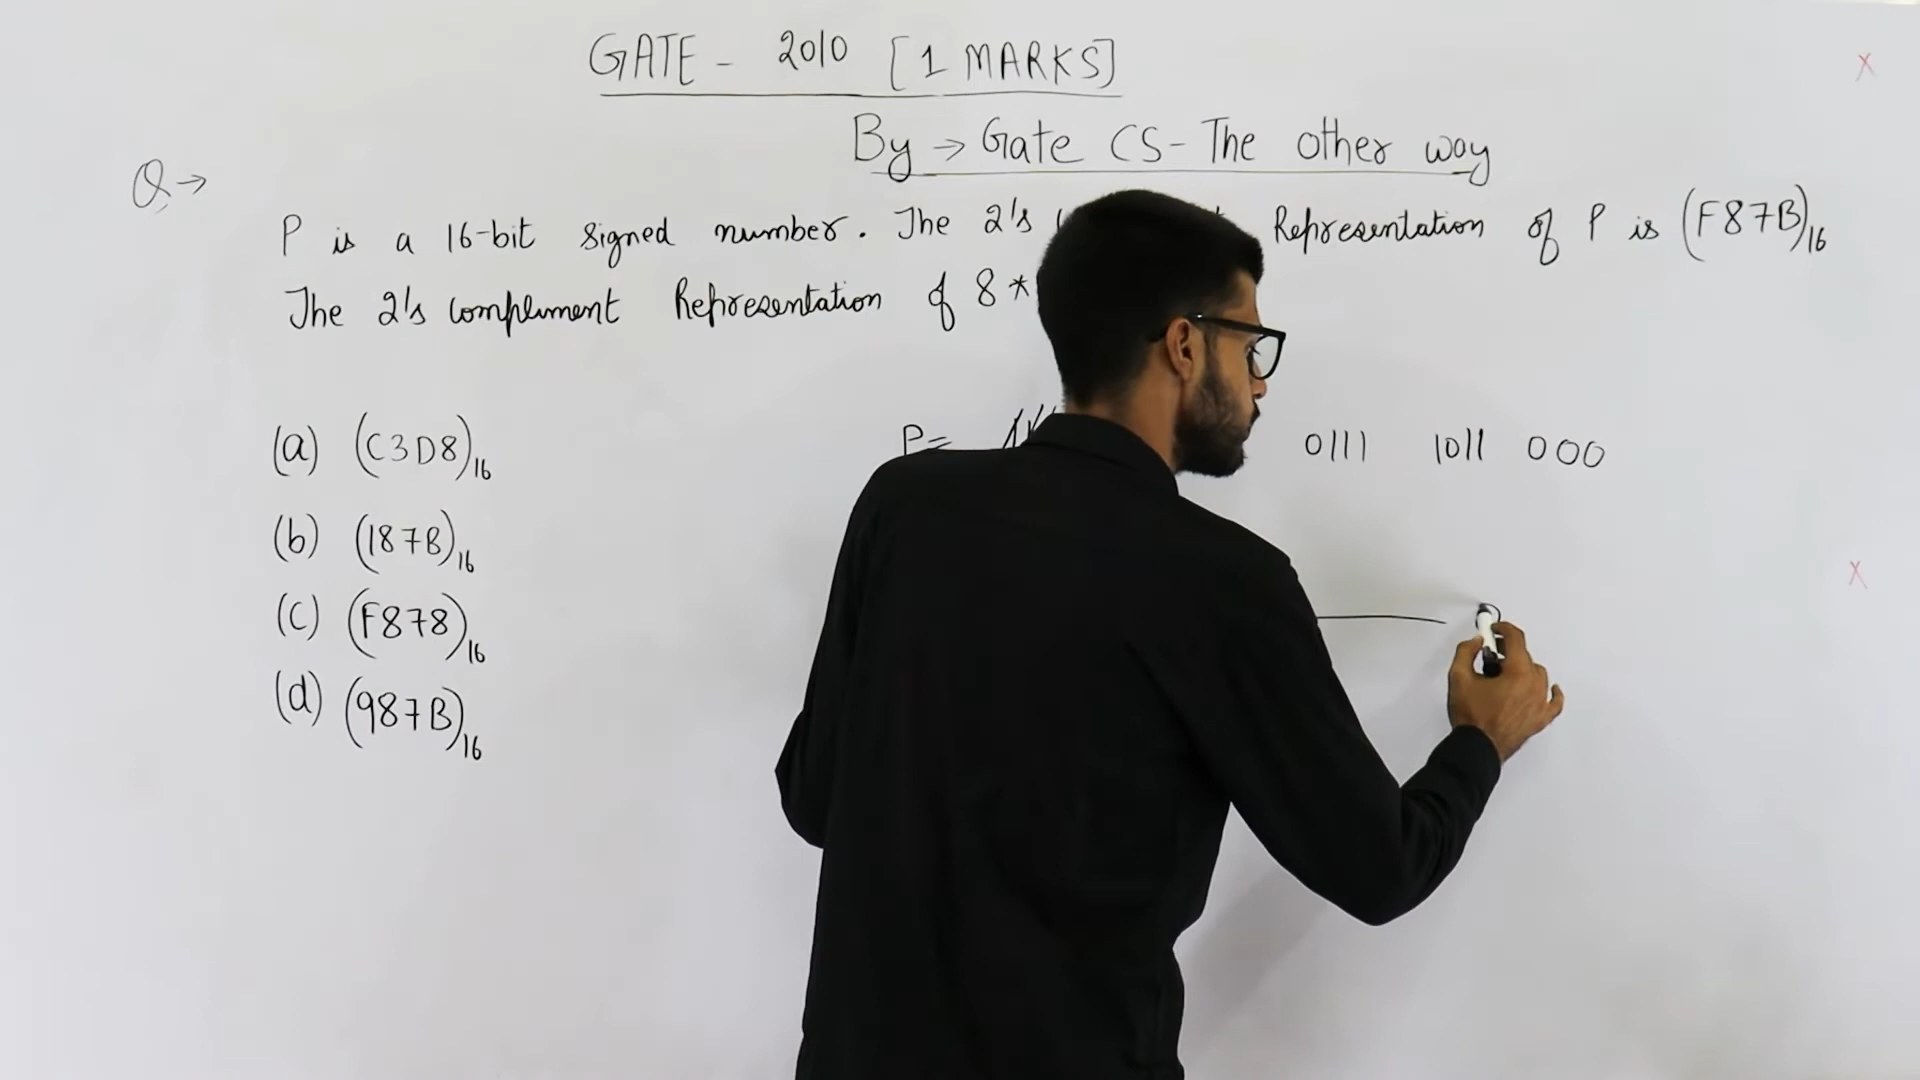 GATE - 2010 [1 MARKS]
By → Gate CS - The other way
Q →
P is a 16-bit signed number. The 2's Representation of P is (F87B)16
The 2's complement Representation of 8*
P= 0111 1011 000
(a) (C3D8)16
(b) (187B)16
(c) (F878)16
(d) (987B)16